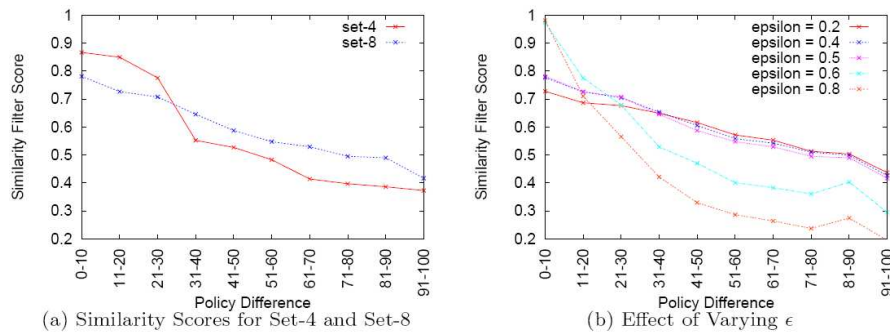 1
0.9
0.8
0.7
0.6
0.5
0.4
0.3
0.2
Similarity Filter Score
set-4
set-8
0-10
11-20
21-30
31-40
41-50
51-60
61-70
71-80
81-90
91-100
Policy Difference
(a) Similarity Scores for Set-4 and Set-8
1
0.9
0.8
0.7
0.6
0.5
0.4
0.3
0.2
Similarity Filter Score
epsilon = 0.2
epsilon = 0.4
epsilon = 0.5
epsilon = 0.6
epsilon = 0.8
0-10
11-20
21-30
31-40
41-50
51-60
61-70
71-80
81-90
91-100
Policy Difference
(b) Effect of Varying ϵ